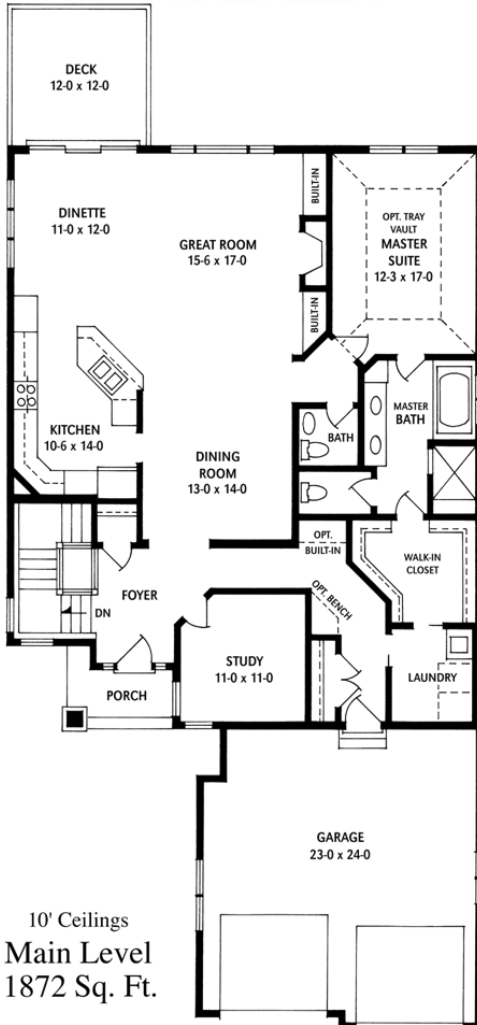 DECK
12-0 x 12-0
DINETTE
11-0 x 12-0
GREAT ROOM
15-6 x 17-0
BUILT-IN
BUILT-IN
OPT. TRAY
VAULT
MASTER
SUITE
12-3 x 17-0
KITCHEN
10-6 x 14-0
DINING
ROOM
13-0 x 14-0
BATH
MASTER
BATH
OPT.
BUILT-IN
OPT. BENCH
WALK-IN
CLOSET
FOYER
DN
STUDY
11-0 x 11-0
LAUNDRY
PORCH
GARAGE
23-0 x 24-0
10' Ceilings
Main Level
1872 Sq. Ft.